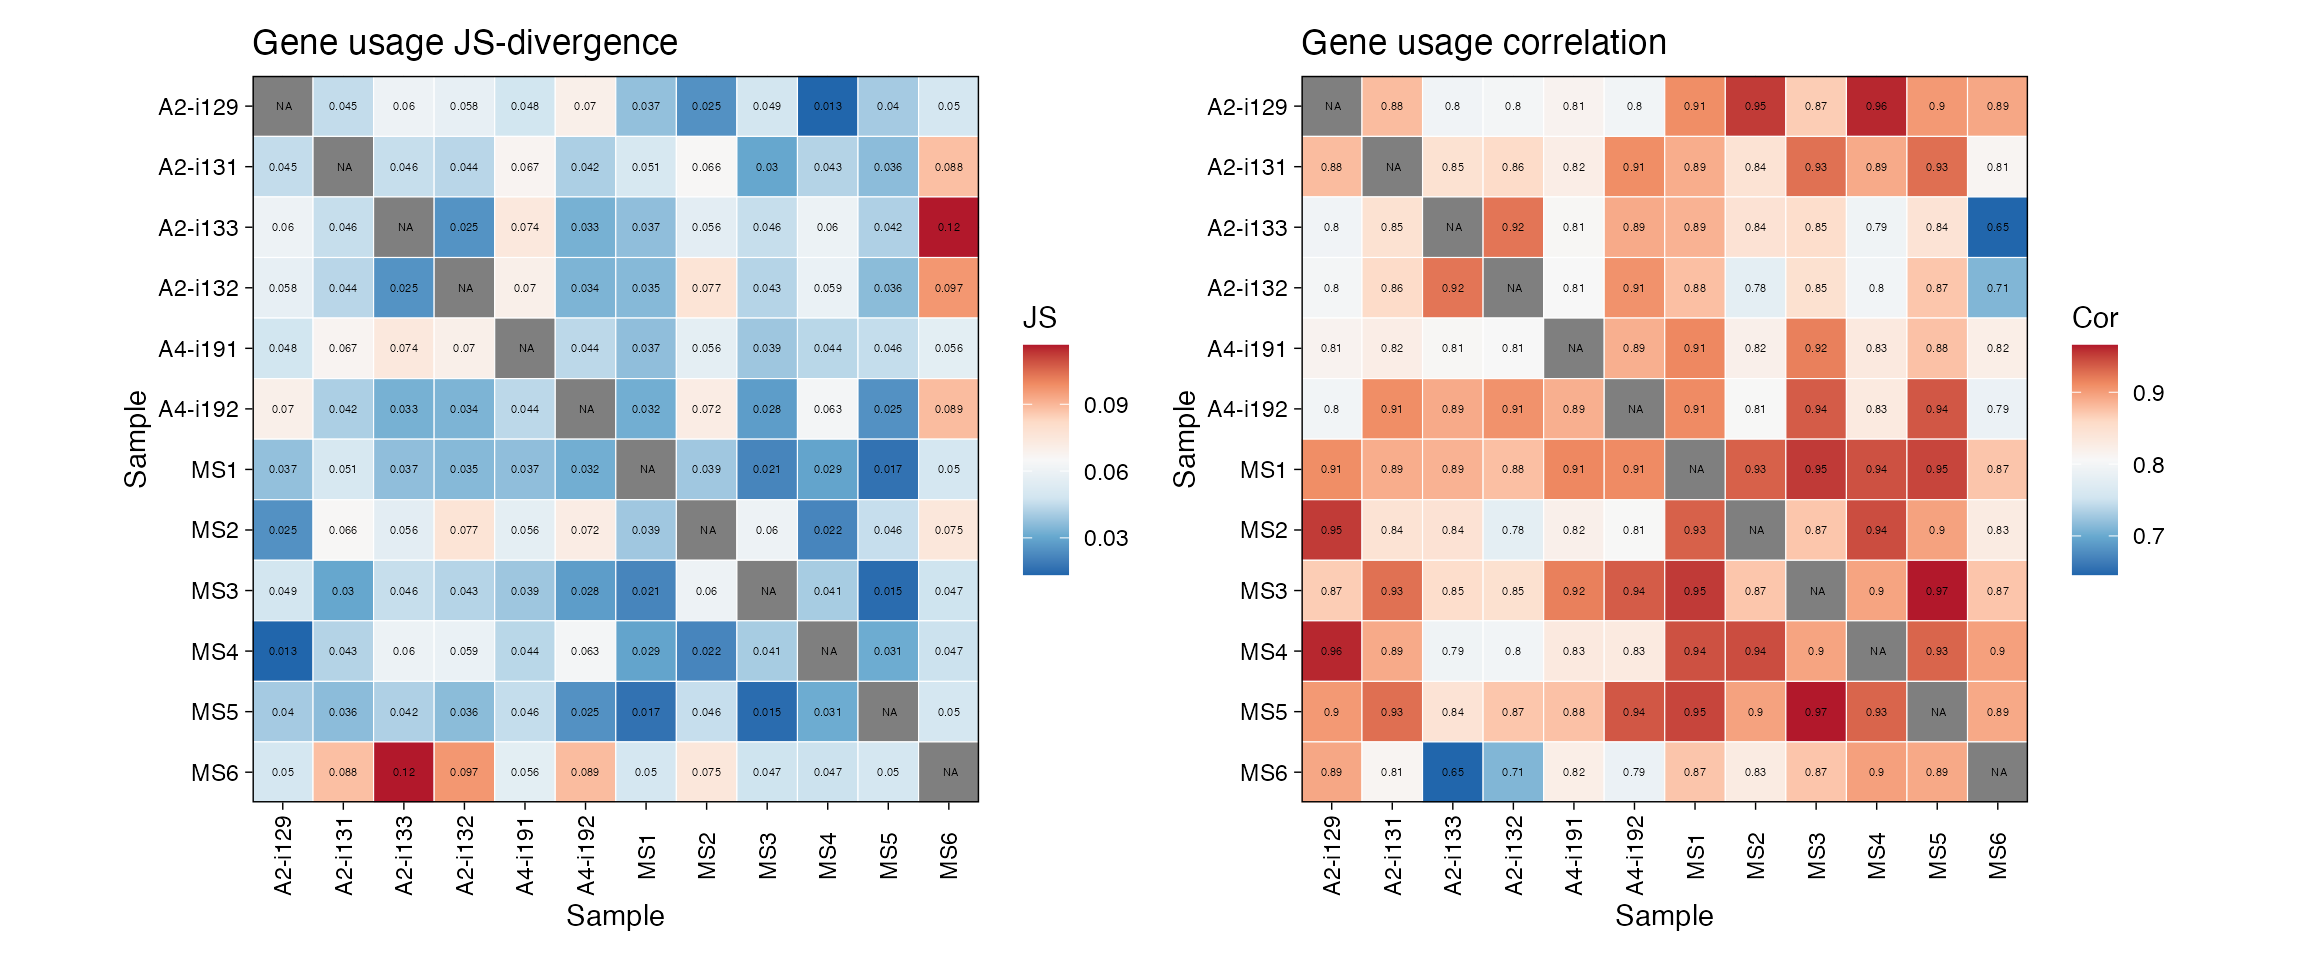 Gene usage JS-divergence
A2-i129 NA 0.045 0.06 0.058 0.048 0.07 0.037 0.025 0.049 0.013 0.04 0.05
A2-i131 0.045 NA 0.046 0.044 0.067 0.042 0.051 0.066 0.03 0.043 0.036 0.088
A2-i133 0.06 0.046 NA 0.025 0.074 0.033 0.037 0.056 0.046 0.06 0.042 0.12
A2-i132 0.058 0.044 0.025 NA 0.07 0.034 0.035 0.077 0.043 0.059 0.036 0.097
A4-i191 0.048 0.067 0.074 0.07 NA 0.044 0.037 0.056 0.039 0.044 0.046 0.056
A4-i192 0.07 0.042 0.033 0.034 0.044 NA 0.032 0.072 0.028 0.063 0.025 0.089
MS1 0.037 0.051 0.037 0.035 0.037 0.032 NA 0.039 0.021 0.029 0.017 0.05
MS2 0.025 0.066 0.056 0.077 0.056 0.072 0.039 NA 0.06 0.022 0.046 0.075
MS3 0.049 0.03 0.046 0.043 0.039 0.028 0.021 0.06 NA 0.041 0.015 0.047
MS4 0.013 0.043 0.06 0.059 0.044 0.063 0.029 0.022 0.041 NA 0.031 0.047
MS5 0.04 0.036 0.042 0.036 0.046 0.025 0.017 0.046 0.015 0.031 NA 0.05
MS6 0.05 0.088 0.12 0.097 0.056 0.089 0.05 0.075 0.047 0.047 0.05 NA
A2-i129 A2-i131 A2-i133 A2-i132 A4-i191 A4-i192 MS1 MS2 MS3 MS4 MS5 MS6
Sample
Sample
JS
0.09
0.06
0.03
Gene usage correlation
A2-i129 NA 0.88 0.8 0.8 0.81 0.8 0.91 0.95 0.87 0.96 0.9 0.89
A2-i131 0.88 NA 0.85 0.86 0.82 0.91 0.89 0.84 0.93 0.89 0.93 0.81
A2-i133 0.8 0.85 NA 0.92 0.81 0.89 0.89 0.84 0.85 0.79 0.84 0.65
A2-i132 0.8 0.86 0.92 NA 0.81 0.91 0.88 0.78 0.85 0.8 0.87 0.71
A4-i191 0.81 0.82 0.81 0.81 NA 0.89 0.91 0.82 0.92 0.83 0.88 0.82
A4-i192 0.8 0.91 0.89 0.91 0.89 NA 0.91 0.81 0.94 0.83 0.94 0.79
MS1 0.91 0.89 0.89 0.88 0.91 0.91 NA 0.93 0.95 0.94 0.95 0.87
MS2 0.95 0.84 0.84 0.78 0.82 0.81 0.93 NA 0.87 0.94 0.9 0.83
MS3 0.87 0.93 0.85 0.85 0.92 0.94 0.95 0.87 NA 0.9 0.97 0.87
MS4 0.96 0.89 0.79 0.8 0.83 0.83 0.94 0.94 0.9 NA 0.93 0.9
MS5 0.9 0.93 0.84 0.87 0.88 0.94 0.95 0.9 0.97 0.93 NA 0.89
MS6 0.89 0.81 0.65 0.71 0.82 0.79 0.87 0.83 0.87 0.9 0.89 NA
A2-i129 A2-i131 A2-i133 A2-i132 A4-i191 A4-i192 MS1 MS2 MS3 MS4 MS5 MS6
Sample
Sample
Cor
0.9
0.8
0.7